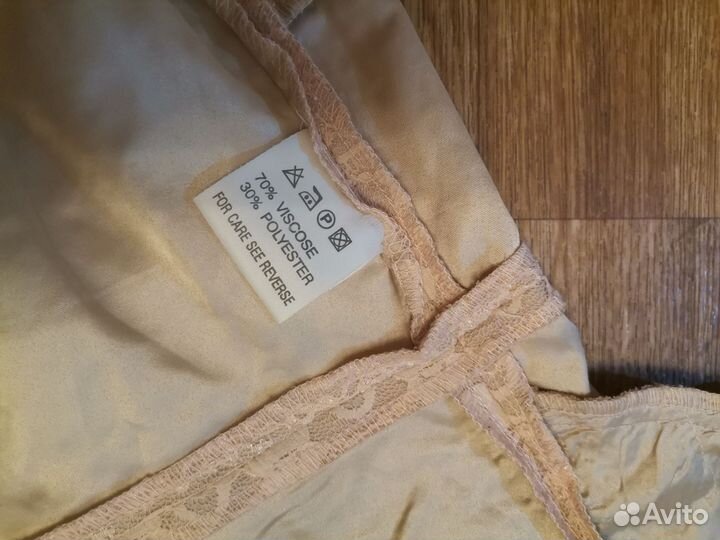 P
70% VISCOSE
30% POLYESTER
FOR CARE SEE REVERSE
Avito